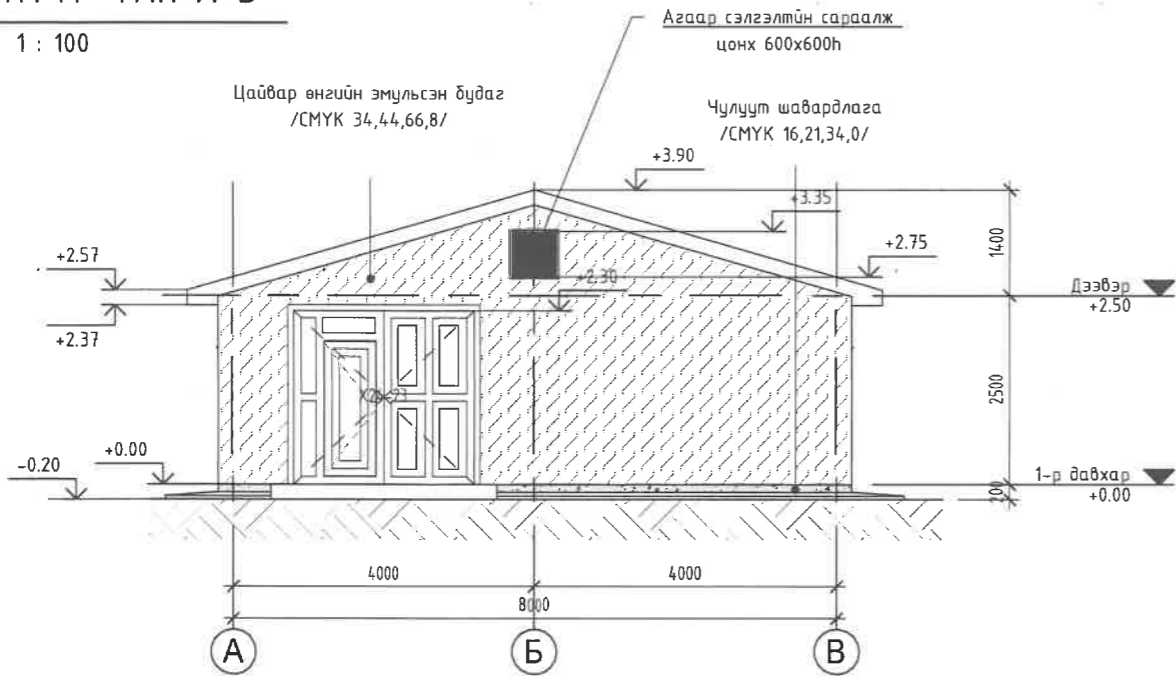 1 : 100
Агаар сэлгэлтийн сараалж
цонх 600x600h
Цайвар өнгийн эмульсэн будаг
/CMYK 34,44,66,8/
Чулуут шавардлага
/CMYK 16,21,34,0/
+3.90
+3.35
+2.57
+2.75
1400
+2.30
Дээвэр
+2.50
+2.37
2500
+0.00
-0.20
1-р давхар
+0.00
200
4000
4000
8000
А
Б
В